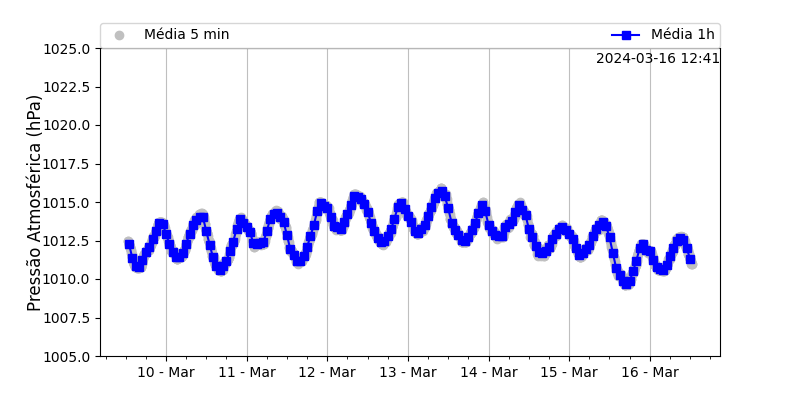 Média 5 min
Média 1h
2024-03-16 12:41
Pressão Atmosférica (hPa)
1025.0
1022.5
1020.0
1017.5
1015.0
1012.5
1010.0
1007.5
1005.0
10 - Mar
11 - Mar
12 - Mar
13 - Mar
14 - Mar
15 - Mar
16 - Mar